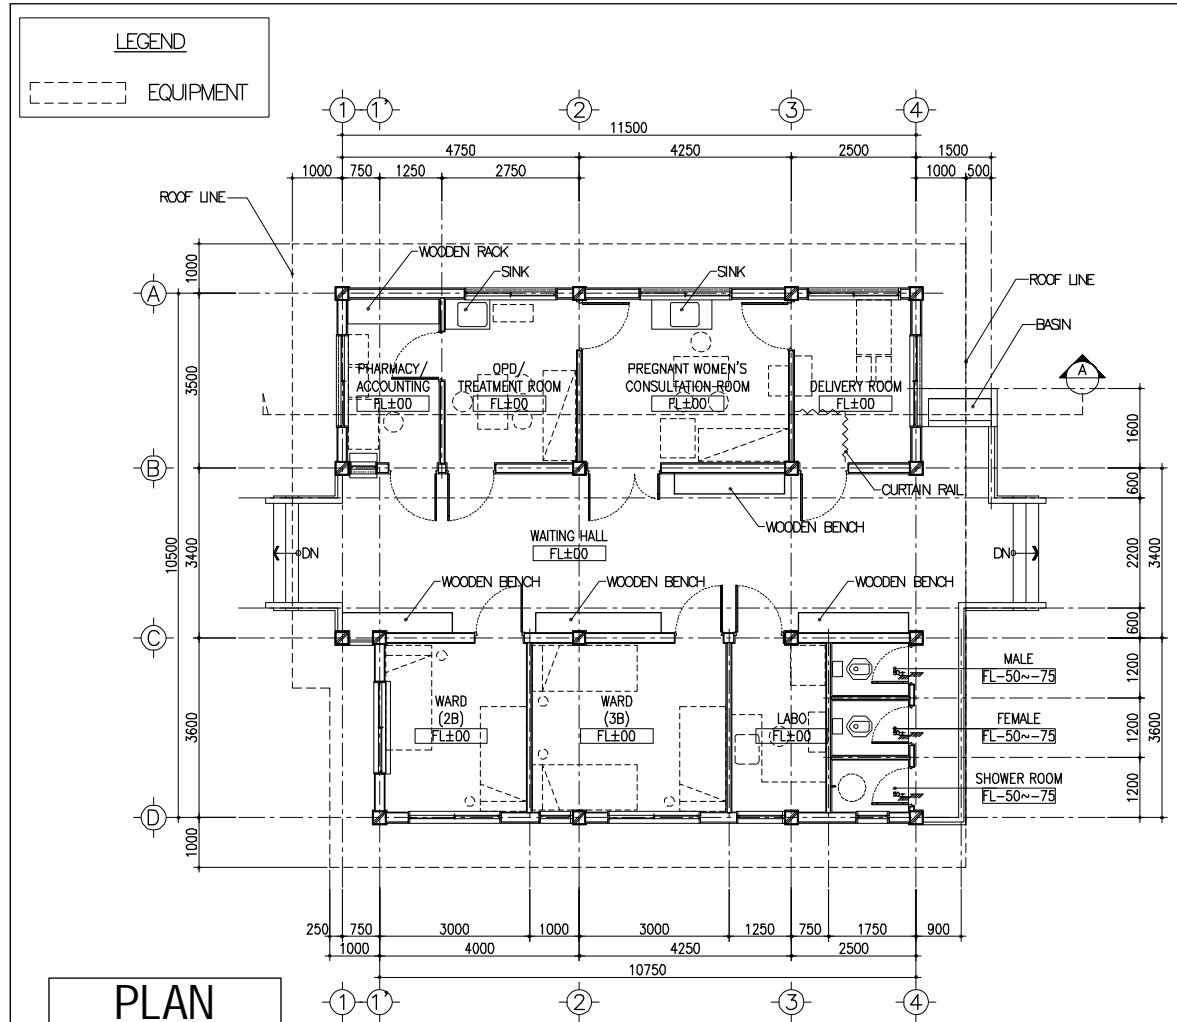 LEGEND
EQUIPMENT
1 1' 2 3 4
11500
4750 4250 2500 1500
1000 750 1250 2750 1000 500
ROOF LINE
WOODEN RACK
SINK
SINK
ROOF LINE
BASIN
A
A
B
C
D
1000
3500
3400
3600
1000
10500
PHARMACY/
ACCOUNTING
FL±00
OPD/
TREATMENT ROOM
FL±00
PREGNANT WOMEN'S
CONSULTATION ROOM
FL±00
DELIVERY ROOM
FL±00
CURTAIN RAIL
WOODEN BENCH
WAITING HALL
FL±00
DN
DN
WOODEN BENCH
WOODEN BENCH
WOODEN BENCH
WARD
(2B)
FL±00
WARD
(3B)
FL±00
LABO
FL±00
MALE
FL-50~-75
FEMALE
FL-50~-75
SHOWER ROOM
FL-50~-75
1600
600
2200
600
1200
1200
1200
3400
3600
250 750 3000 1000 3000 1250 750 1750 900
1000 4000 4250 2500
10750
1 1' 2 3 4
PLAN